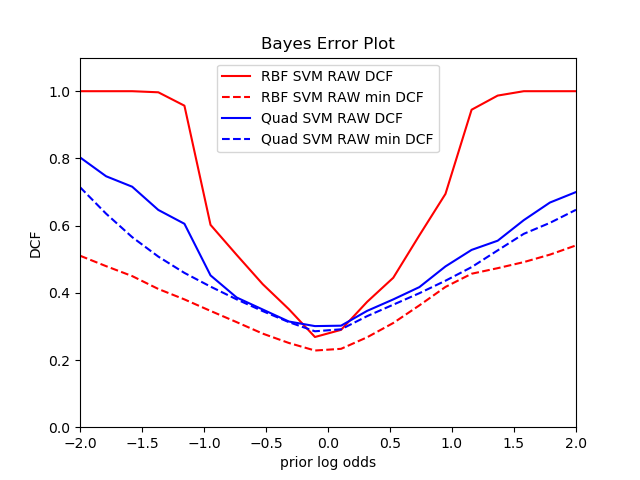 Bayes Error Plot
RBF SVM RAW DCF
RBF SVM RAW min DCF
Quad SVM RAW DCF
Quad SVM RAW min DCF
DCF
1.0
0.8
0.6
0.4
0.2
0.0
−2.0 −1.5 −1.0 −0.5 0.0 0.5 1.0 1.5 2.0
prior log odds